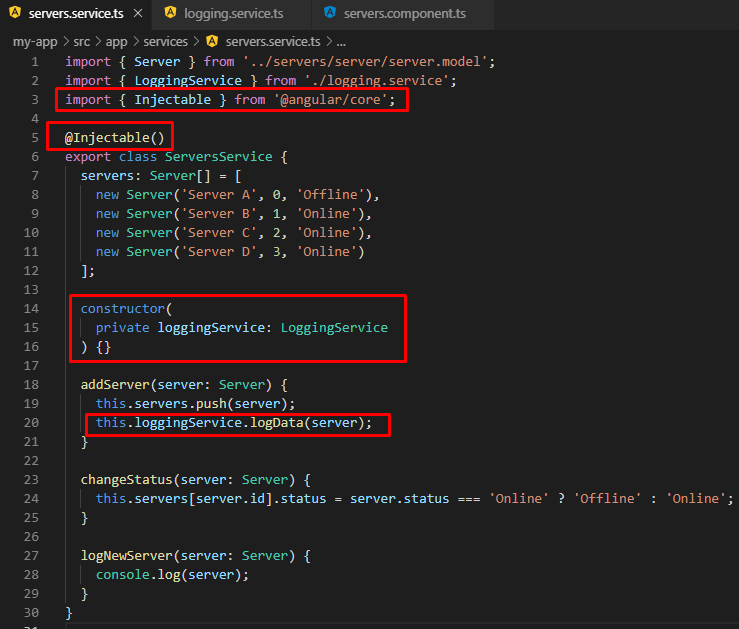 servers.service.ts
logging.service.ts
servers.component.ts
my-app > src > app > services > servers.service.ts > ...
1 import { Server } from '../servers/server/server.model';
2 import { LoggingService } from './logging.service';
3 import { Injectable } from '@angular/core';
4
5 @Injectable()
6 export class ServersService {
7   servers: Server[] = [
8     new Server('Server A', 0, 'Offline'),
9     new Server('Server B', 1, 'Online'),
10     new Server('Server C', 2, 'Online'),
11     new Server('Server D', 3, 'Online')
12   ];
13
14   constructor(
15     private loggingService: LoggingService
16   ) {}
17
18   addServer(server: Server) {
19     this.servers.push(server);
20     this.loggingService.logData(server);
21   }
22
23   changeStatus(server: Server) {
24     this.servers[server.id].status = server.status === 'Online' ? 'Offline' : 'Online';
25   }
26
27   logNewServer(server: Server) {
28     console.log(server);
29   }
30 }